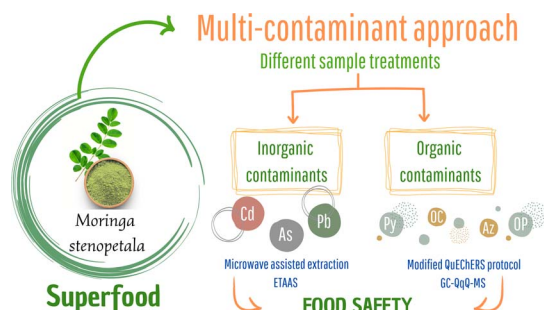 Multi-contaminant approach
Different sample treatments
Inorganic
contaminants
Organic
contaminants
Moringa
stenopetala
Cd
As
Pb
Py
OC
Az
OP
Microwave assisted extraction
ETAAS
Modified QuEChERS protocol
GC-QqQ-MS
Superfood
FOOD SAFETY